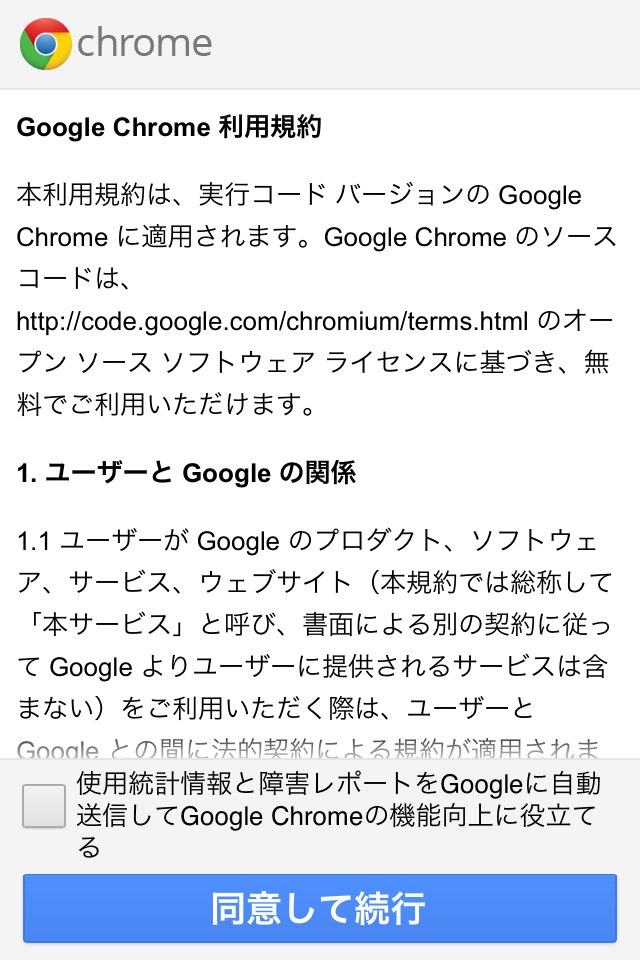 chrome
Google Chrome 利用規約
本利用規約は、実行コード バージョンの Google
Chrome に適用されます。Google Chrome のソース
コードは、
http://code.google.com/chromium/terms.html のオー
プン ソース ソフトウェア ライセンスに基づき、無
料でご利用いただけます。
1. ユーザーと Google の関係
1.1 ユーザーが Google のプロダクト、ソフトウェ
ア、サービス、ウェブサイト（本規約では総称して
「本サービス」と呼び、書面による別の契約に従っ
て Google よりユーザーに提供されるサービスは含
まない）をご利用いただく際は、ユーザーと
Google との間に法的契約による規約が適用されま
使用統計情報と障害レポートをGoogleに自動
送信してGoogle Chromeの機能向上に役立て
る
同意して続行